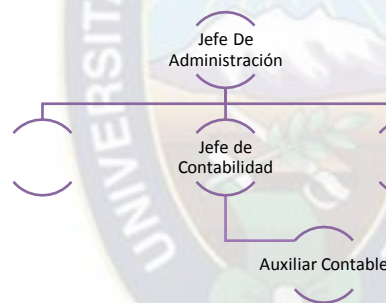 Jefe De
Administración
Jefe de
Contabilidad
Auxiliar Contable